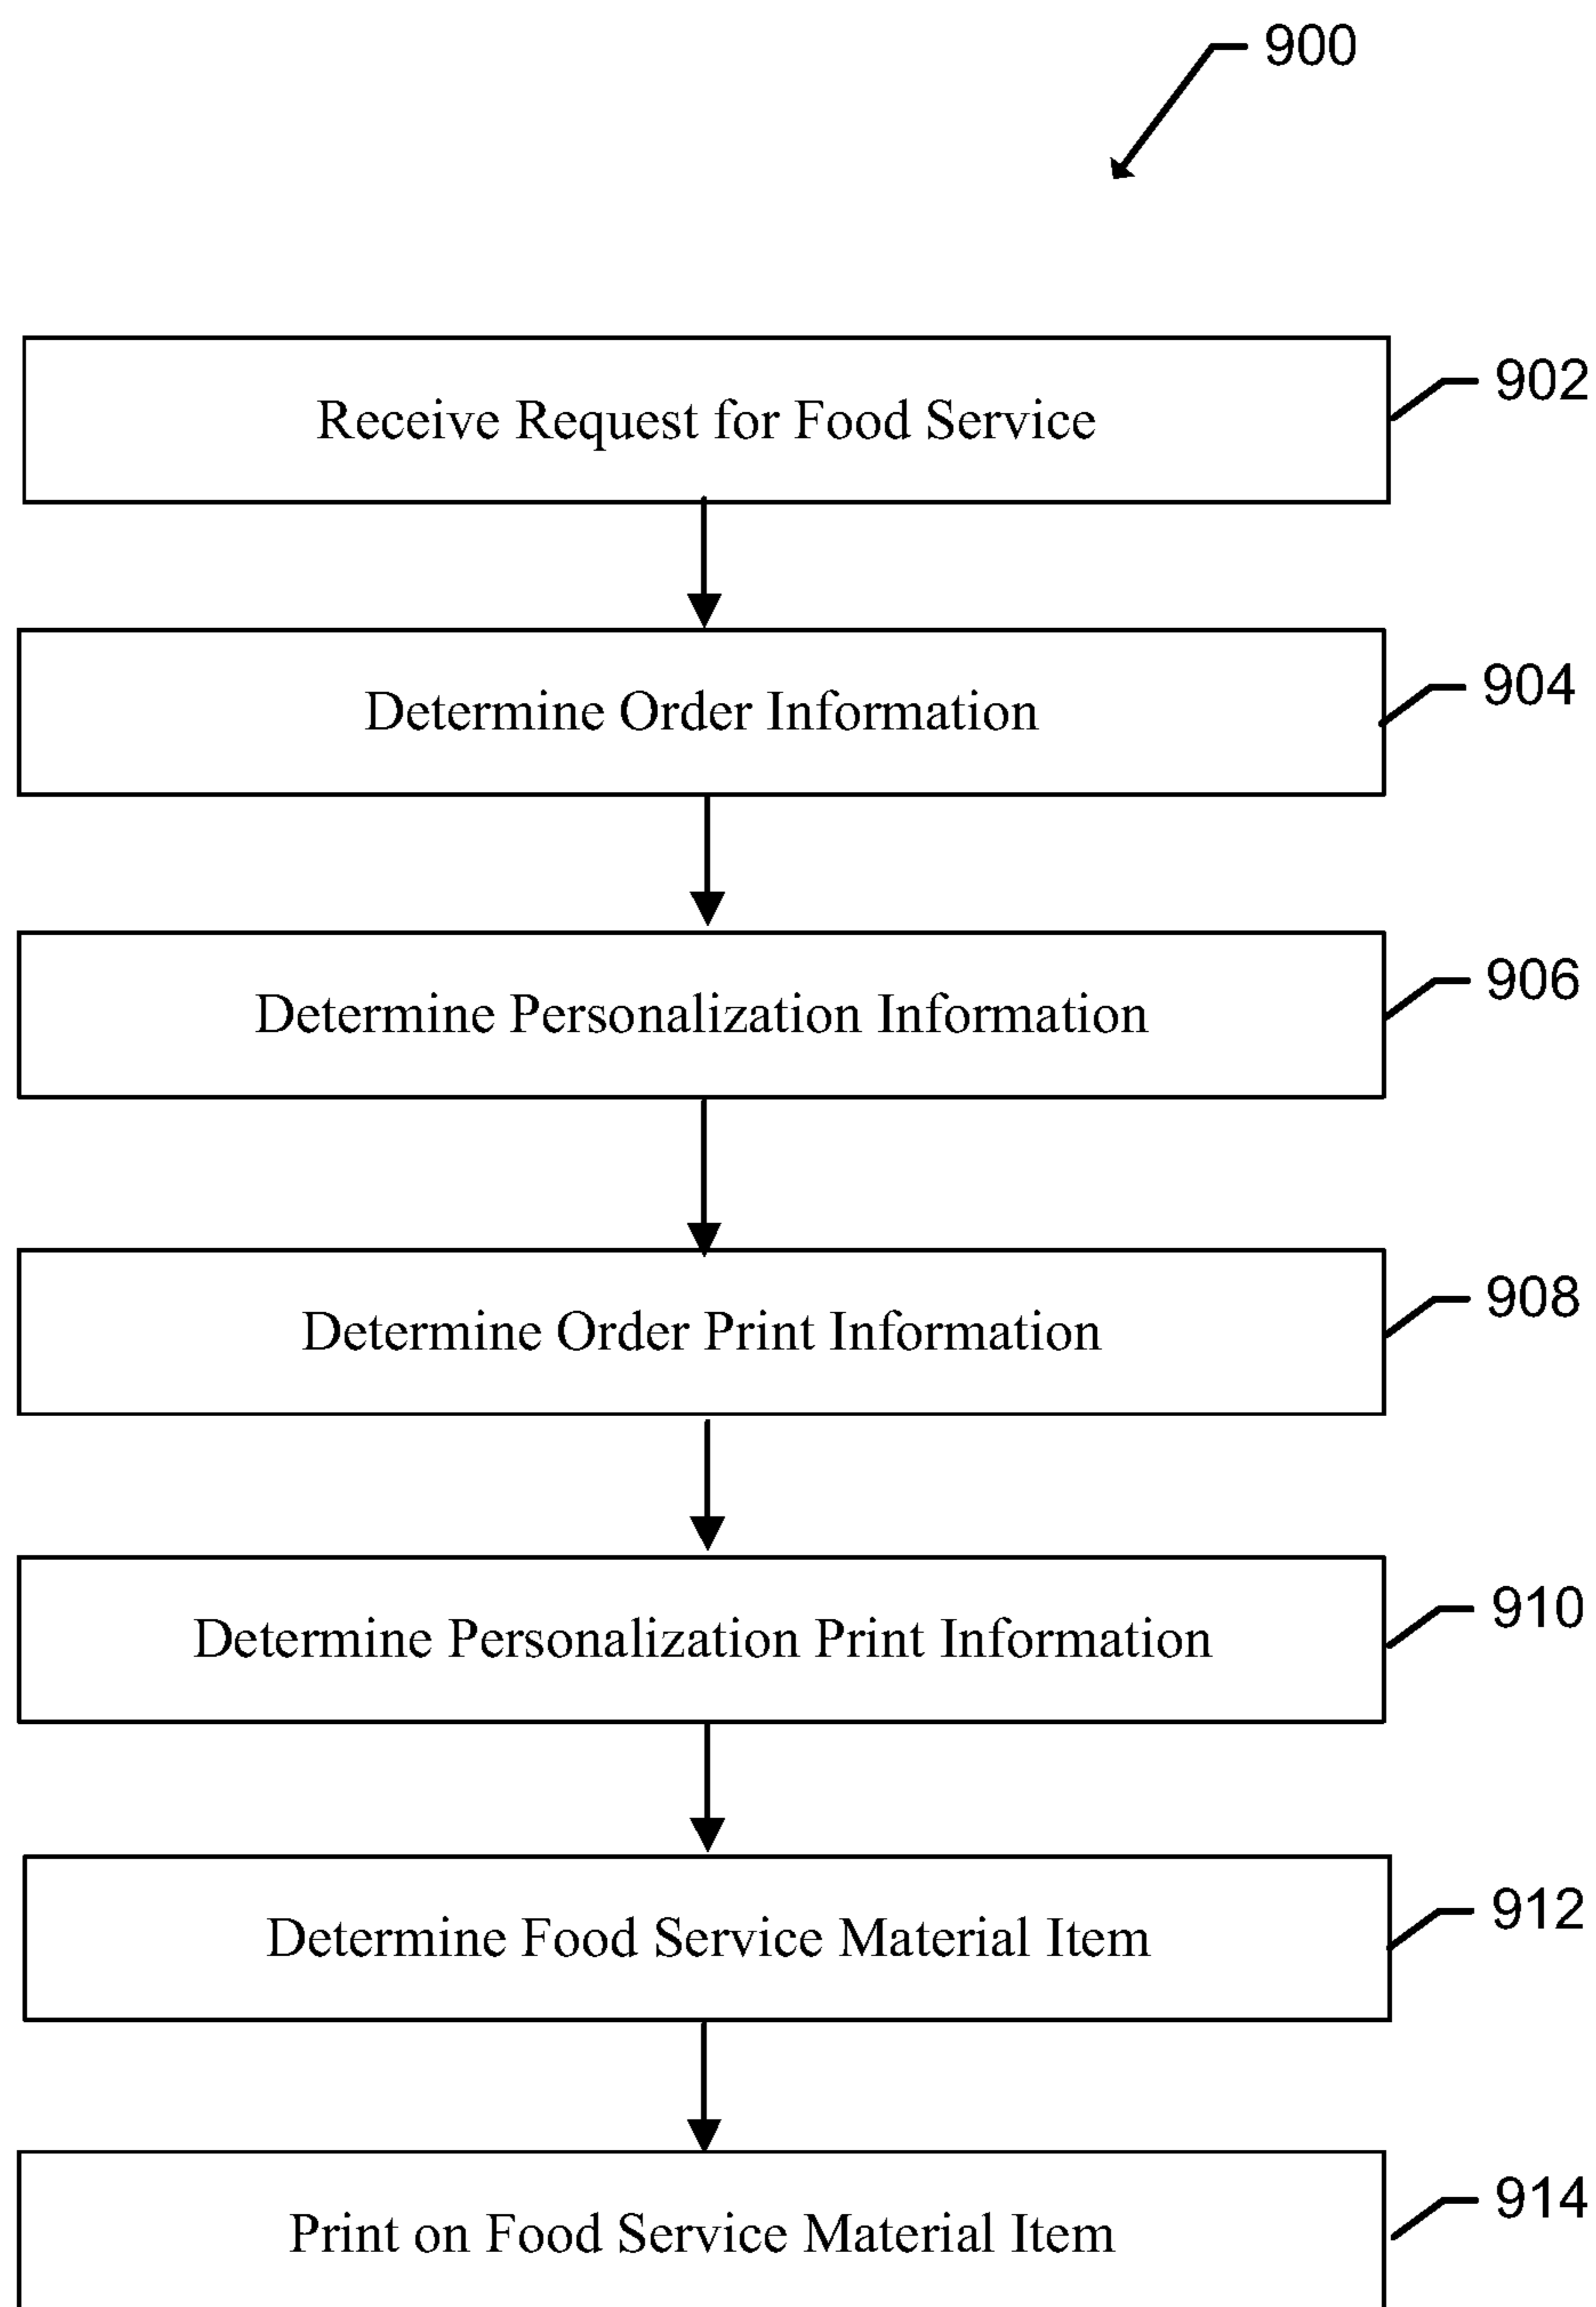 900
Receive Request for Food Service
902
Determine Order Information
904
Determine Personalization Information
906
Determine Order Print Information
908
Determine Personalization Print Information
910
Determine Food Service Material Item
912
Print on Food Service Material Item
914